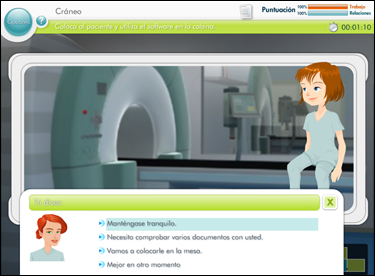 Cráneo
Puntuación
100%
Trabajo
100%
Relaciones
Coloca al paciente y utiliza el software en la columna.
00:01:10
X
Manténgase tranquilo.
Necesito comprobar varios documentos con usted.
Vamos a colocarle en la mesa.
Mejor en otro momento